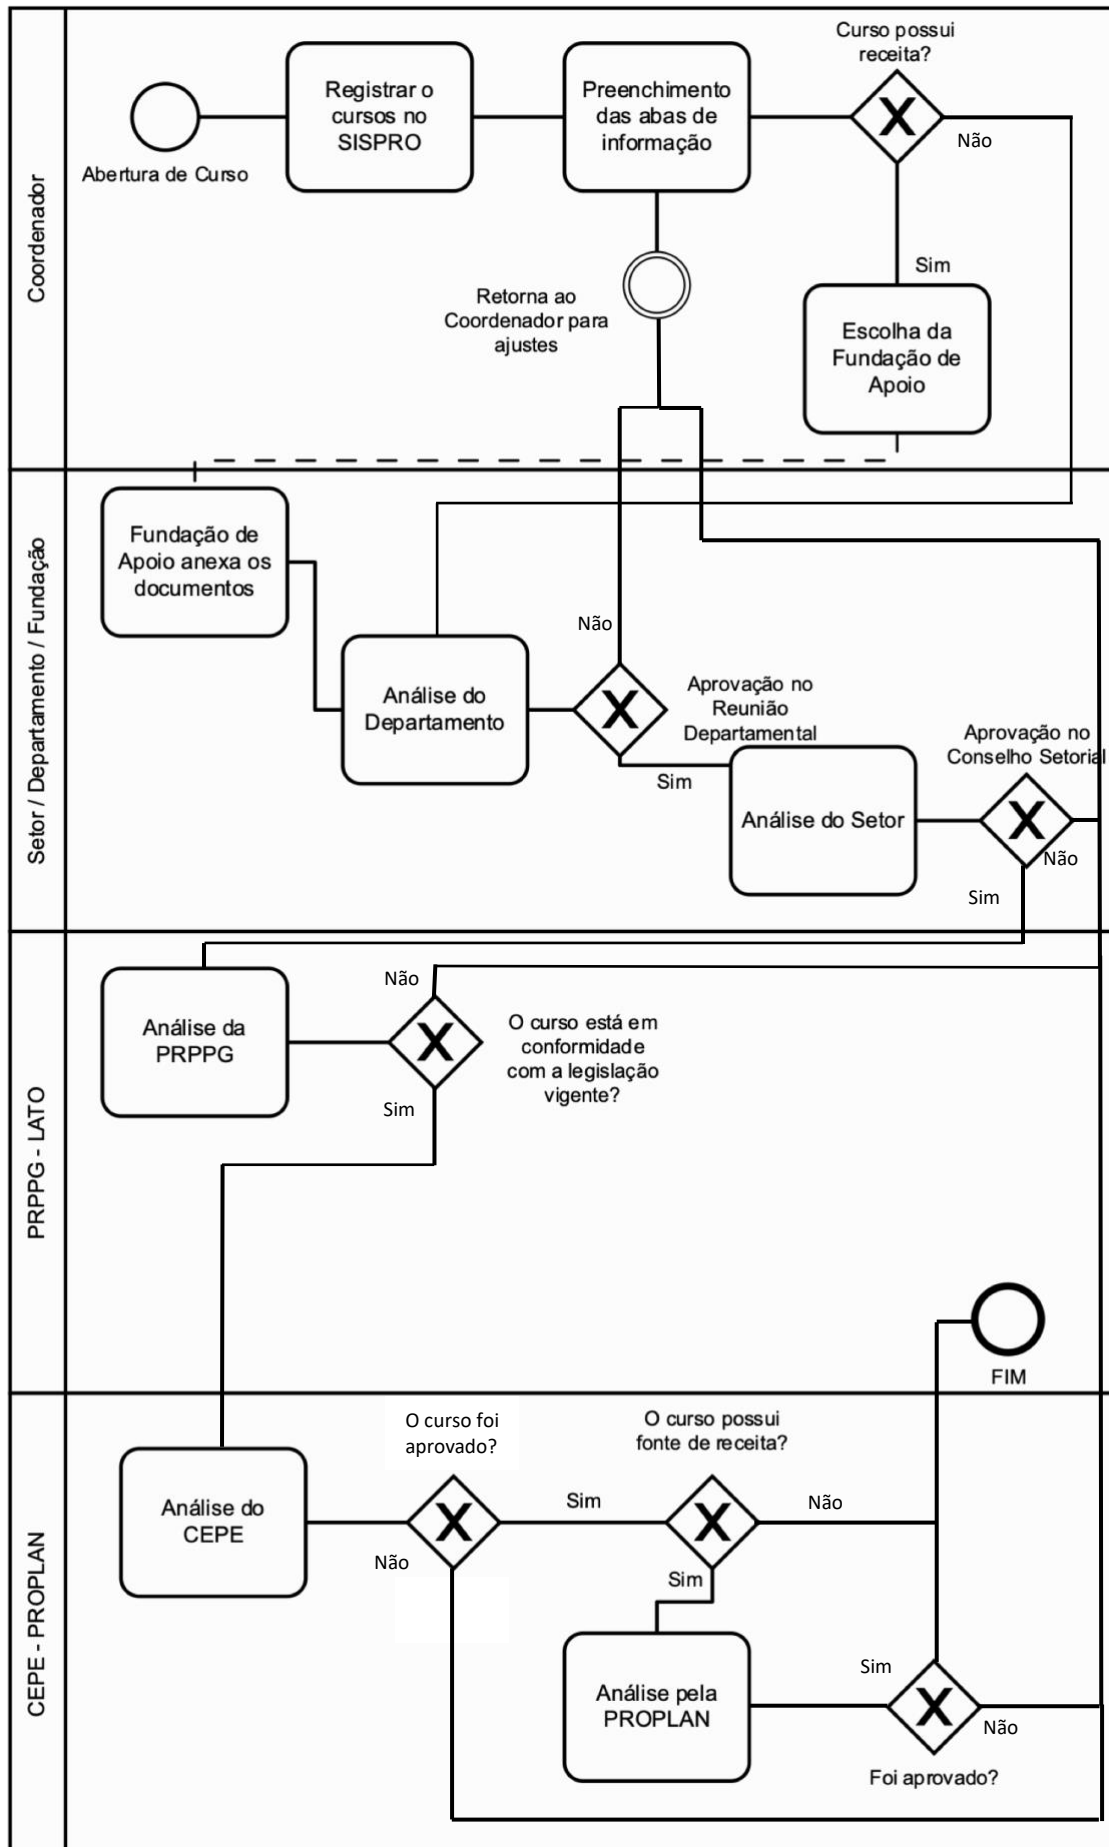 Coordenador
Abertura de Curso
Registrar o
cursos no
SISPRO
Preenchimento
das abas de
informação
Curso possui
receita?
X
Não
Sim
Retorna ao
Coordenador para
ajustes
Escolha da
Fundação de
Apoio
Setor / Departamento / Fundação
Fundação de
Apoio anexa os
documentos
Análise do
Departamento
Não
X
Aprovação no
Reunião
Departamental
Sim
Análise do Setor
Aprovação no
Conselho Setorial
X
Não
Sim
PRPPG - LATO
Análise da
PRPPG
Não
X
Sim
O curso está em
conformidade
com a legislação
vigente?
FIM
CEPE - PROPLAN
Análise do
CEPE
O curso foi
aprovado?
X
Não
Sim
O curso possui
fonte de receita?
X
Não
Sim
Análise pela
PROPLAN
Sim
X
Não
Foi aprovado?